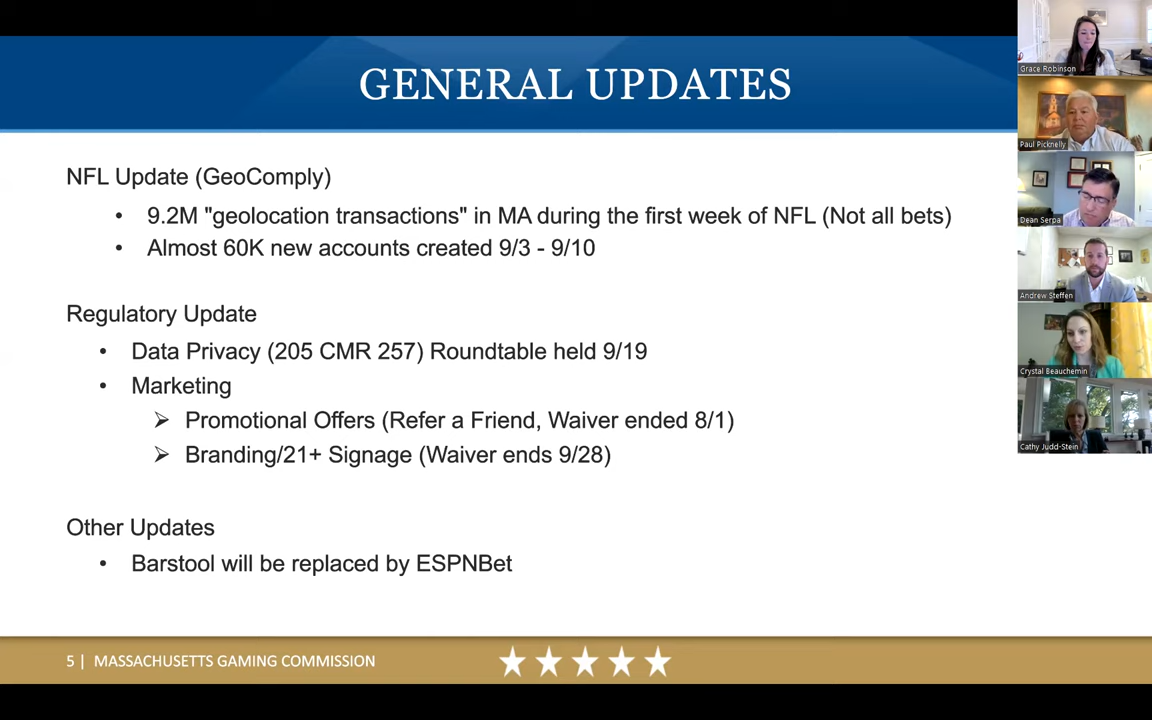 GENERAL UPDATES
NFL Update (GeoComply)
• 9.2M "geolocation transactions" in MA during the first week of NFL (Not all bets)
• Almost 60K new accounts created 9/3 - 9/10
Regulatory Update
• Data Privacy (205 CMR 257) Roundtable held 9/19
• Marketing
➢ Promotional Offers (Refer a Friend, Waiver ended 8/1)
➢ Branding/21+ Signage (Waiver ends 9/28)
Other Updates
• Barstool will be replaced by ESPNBet
5 | MASSACHUSETTS GAMING COMMISSION
Grace Robinson
Paul Picknelly
Dean Serpa
Andrew Steffen
Crystal Beauchemin
Cathy Judd-Stein